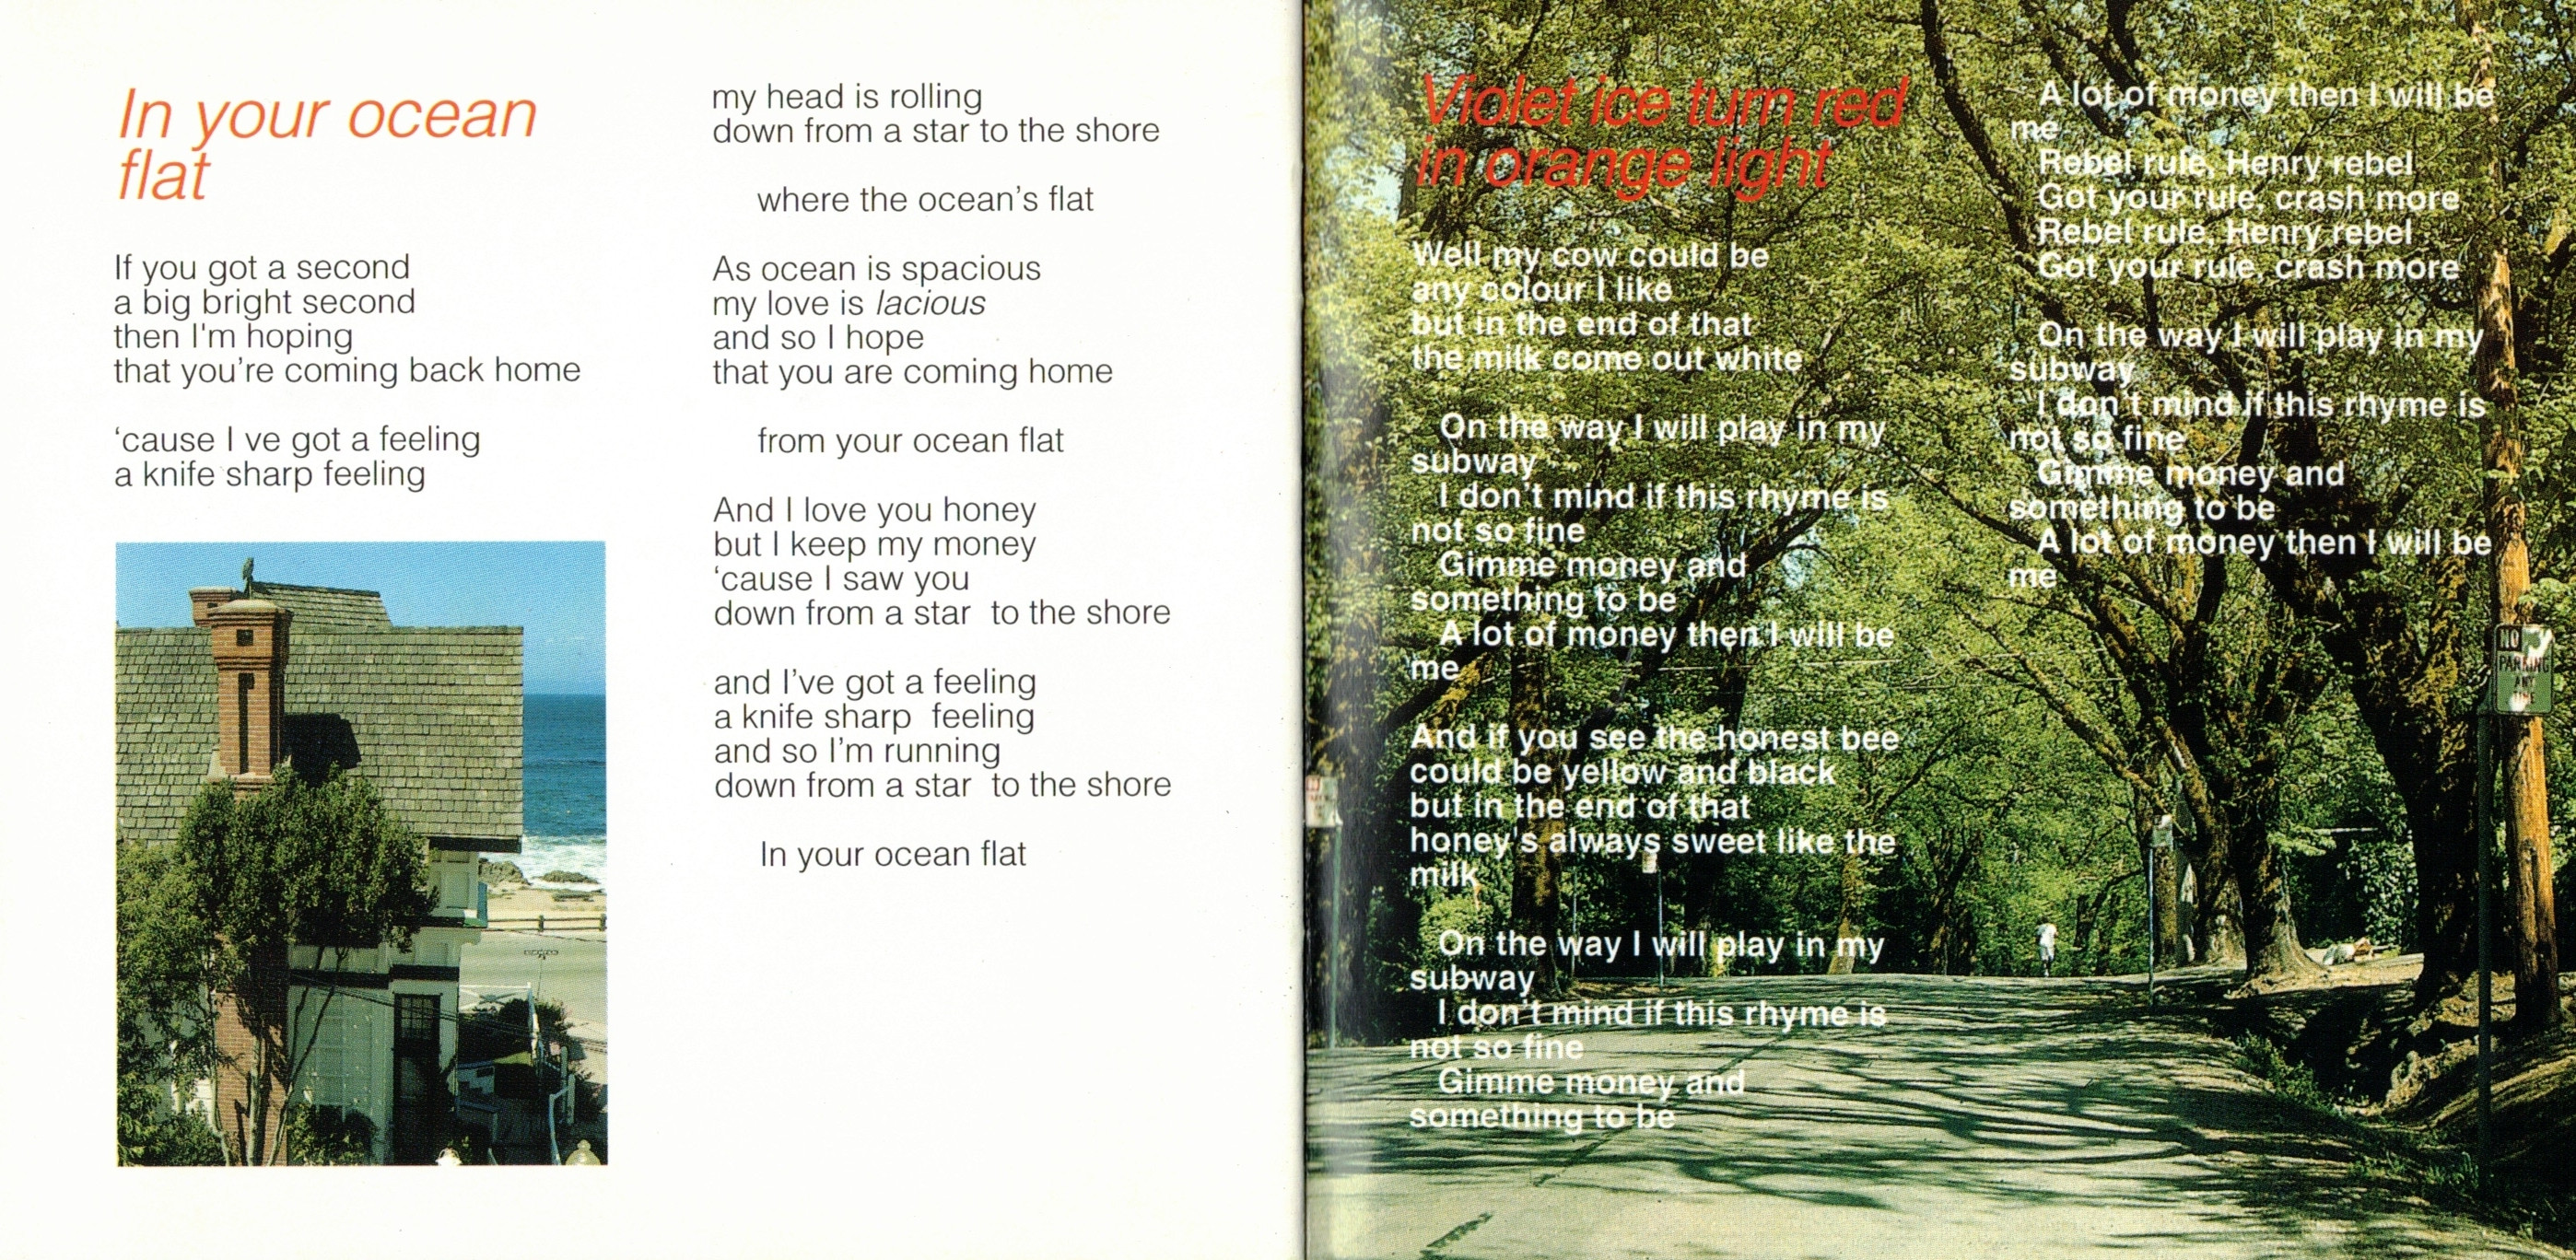 In your ocean
flat
If you got a second
a big bright second
then I'm hoping
that you're coming back home
‘cause I ve got a feeling
a knife sharp feeling
my head is rolling
down from a star to the shore
where the ocean's flat
As ocean is spacious
my love is lacious
and so I hope
that you are coming home
from your ocean flat
And I love you honey
but I keep my money
‘cause I saw you
down from a star  to the shore
and I've got a feeling
a knife sharp  feeling
and so I'm running
down from a star  to the shore
In your ocean flat
Violet ice turn red
in orange light
Well my cow could be
any colour I like
but in the end of that
the milk come out white
On the way I will play in my
subway
I don't mind if this rhyme is
not so fine
Gimme money and
something to be
A lot of money then I will be
me
And if you see the honest bee
could be yellow and black
but in the end of that
honey's always sweet like the
milk
On the way I will play in my
subway
I don't mind if this rhyme is
not so fine
Gimme money and
something to be
A lot of money then I will be
me
Rebel rule, Henry rebel
Got your rule, crash more
Rebel rule, Henry rebel
Got your rule, crash more
On the way I will play in my
subway
I don't mind if this rhyme is
not so fine
Gimme money and
something to be
A lot of money then I will be
me
NO
PARKING
ANY
TIME